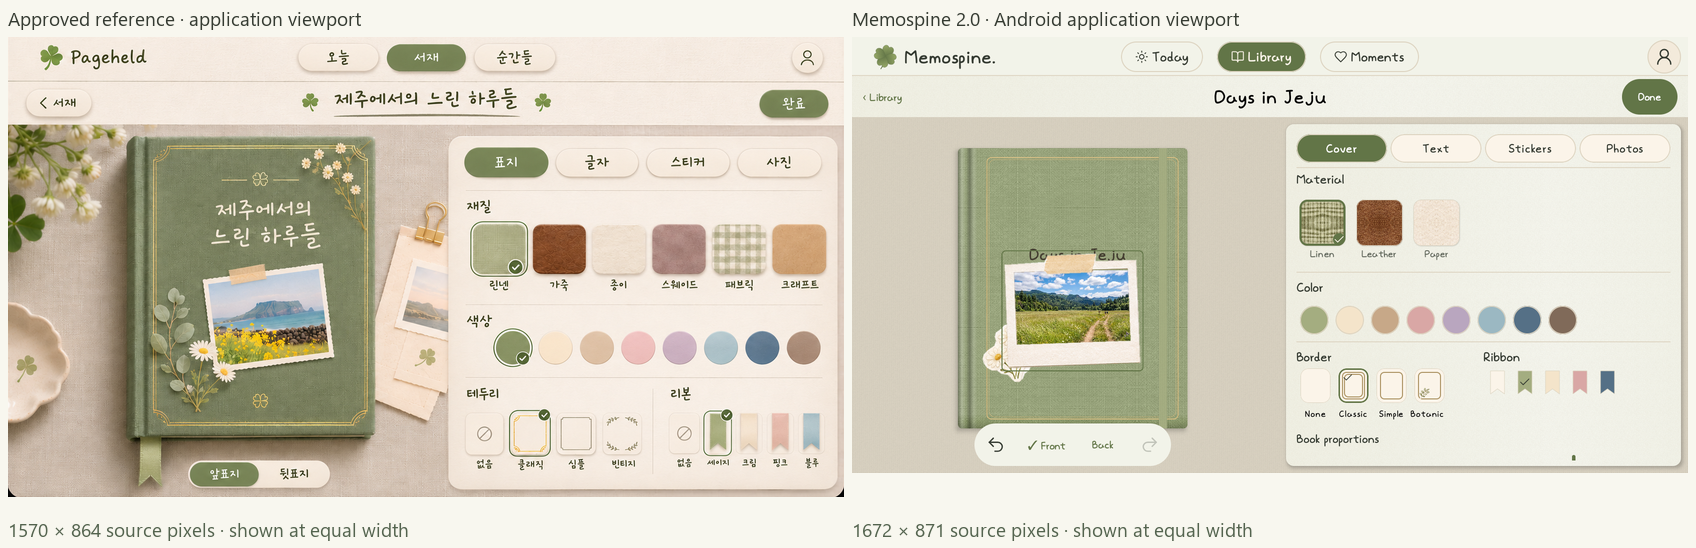 Approved reference · application viewport
Pageheld
오늘
서재
순간들
서재
제주에서의 느린 하루들
완료
제주에서의
느린 하루들
앞표지
뒷표지
표지
글자
스티커
사진
재질
린넨
가죽
종이
스웨이드
패브릭
크래프트
색상
테두리
없음
클래식
심플
빈티지
리본
없음
세이지
크림
핑크
블루
1570 × 864 source pixels · shown at equal width
Memospine 2.0 · Android application viewport
Memospine.
Today
Library
Moments
‹ Library
Days in Jeju
Done
Days in Jeju
Front
Back
Cover
Text
Stickers
Photos
Material
Linen
Leather
Paper
Color
Border
None
Classic
Simple
Botanic
Ribbon
Book proportions
1672 × 871 source pixels · shown at equal width